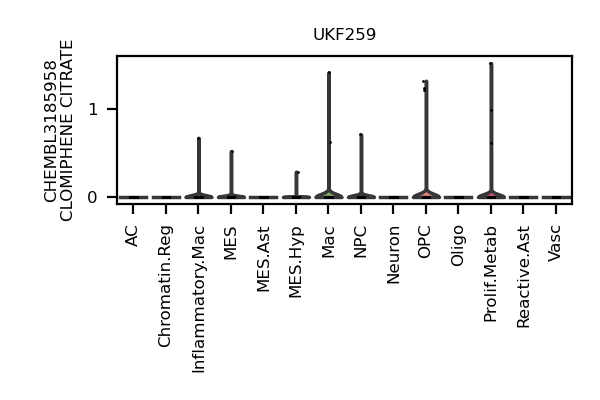 UKF259
CHEMBL3185958
CLOMIPHENE CITRATE
1
0
AC
Chromatin.Reg
Inflammatory.Mac
MES
MES.Ast
MES.Hyp
Mac
NPC
Neuron
OPC
Oligo
Prolif.Metab
Reactive.Ast
Vasc